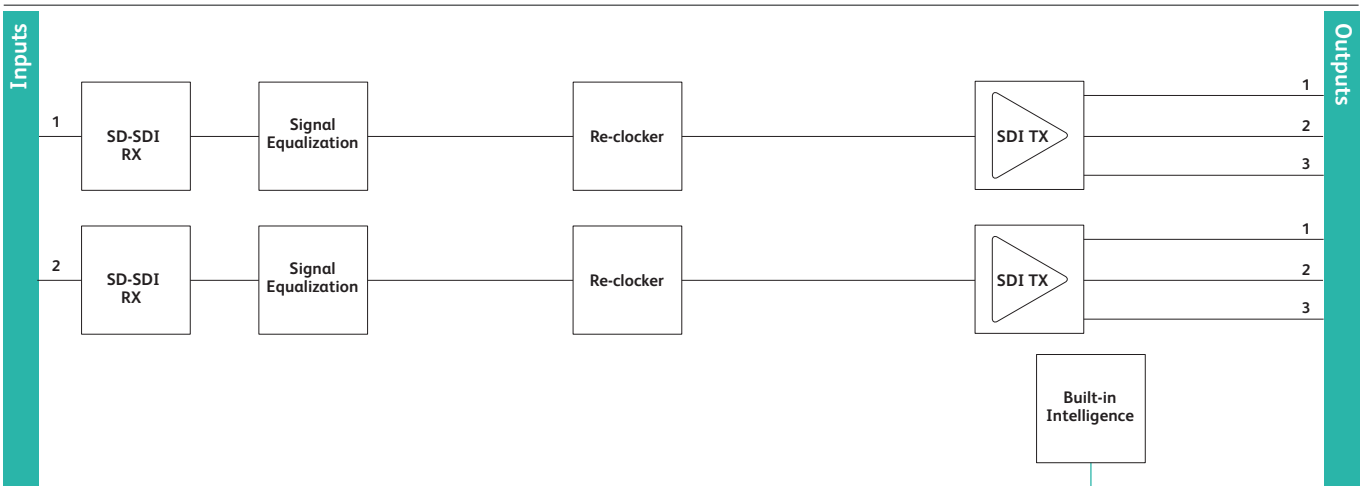 Inputs
Outputs
1
SD-SDI
RX
Signal
Equalization
Re-clocker
SDI TX
1
2
3
2
SD-SDI
RX
Signal
Equalization
Re-clocker
SDI TX
1
2
3
Built-in
Intelligence